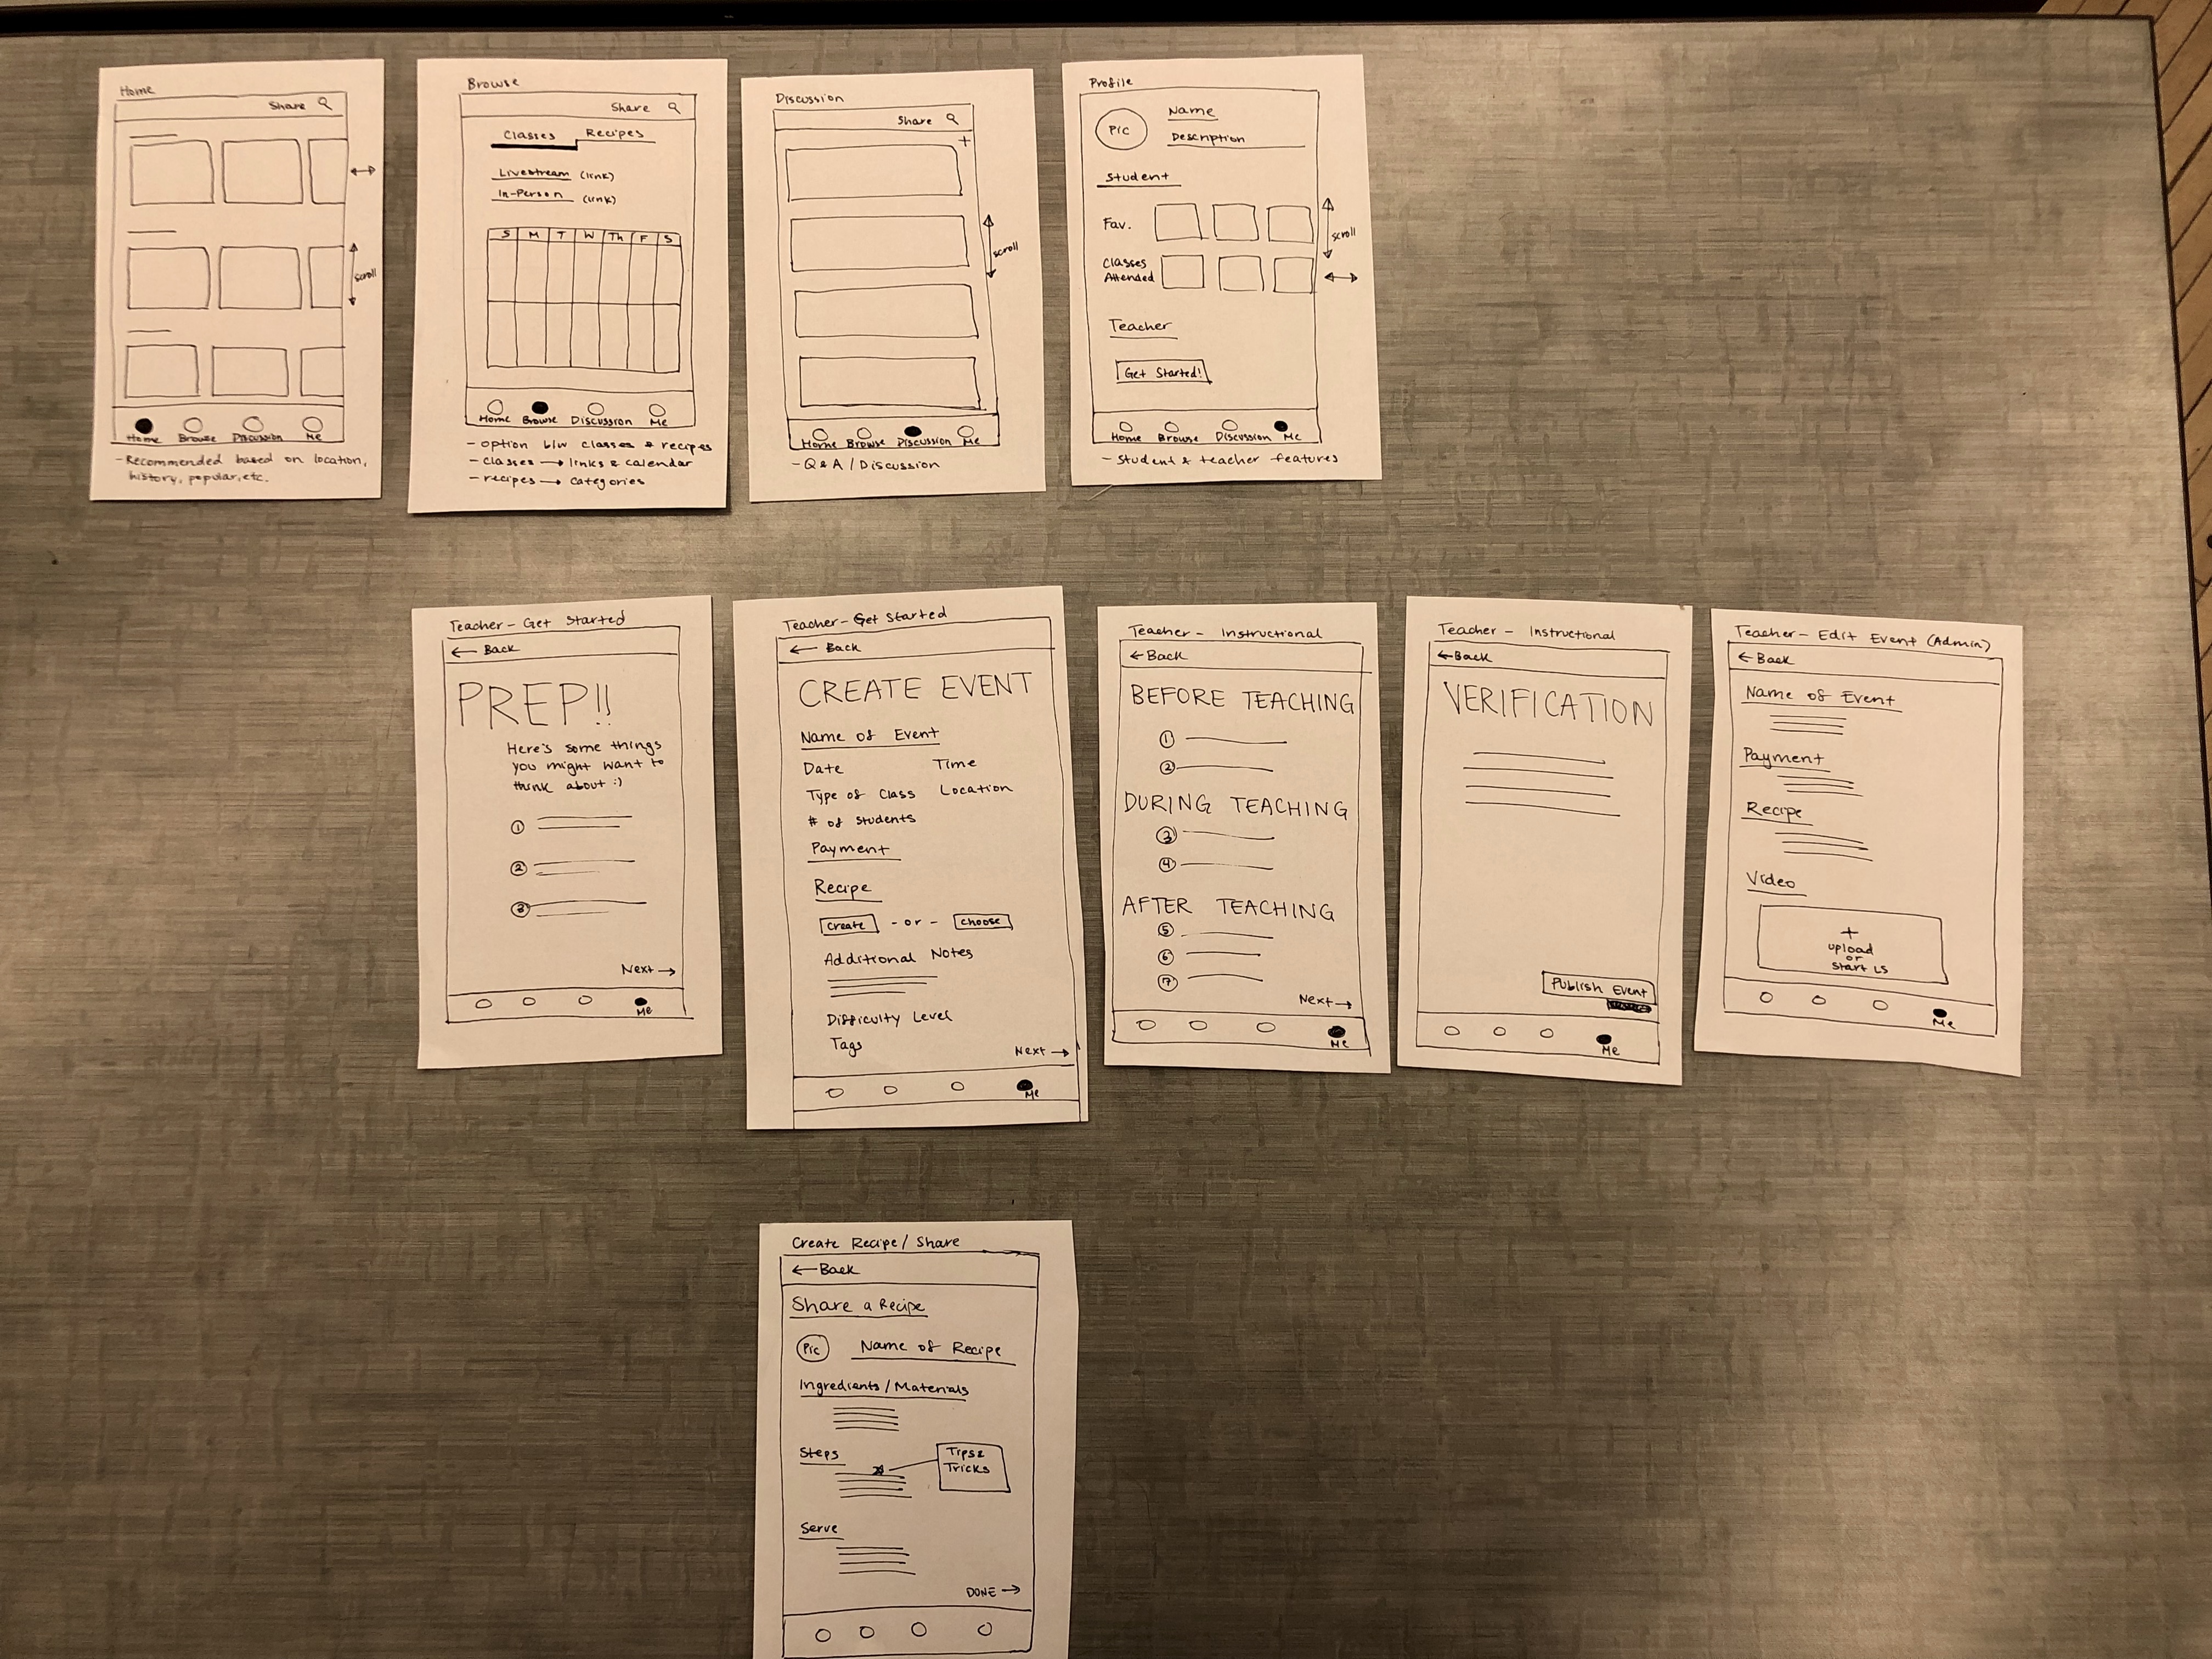 Home
Share
Home Browse Discussion Me
- Recommended based on location,
history, popular, etc.
scroll
Browse
Share
Classes Recipes
Livestream (link)
In-Person (link)
S M T W Th F S
Home Browse Discussion Me
- option b/w classes & recipes
- classes → links & calendar
- recipes → categories
Discussion
Share
+
scroll
Home Browse Discussion Me
- Q & A / Discussion
Profile
Pic
Name
Description
Student
Fav.
scroll
Classes
Attended
Teacher
Get Started!
Home Browse Discussion Me
- Student & teacher features
Teacher - Get Started
← Back
PREP!!
Here's some things
you might want to
think about :)
1
2
3
Next →
Me
Teacher - Get Started
← Back
CREATE EVENT
Name of Event
Date Time
Type of Class Location
# of Students
Payment
Recipe
Create - or - Choose
Additional Notes
Difficulty Level
Tags
Next →
Me
Teacher - Instructional
← Back
BEFORE TEACHING
1
2
DURING TEACHING
3
4
AFTER TEACHING
5
6
7
Next →
Me
Teacher - Instructional
← Back
VERIFICATION
Publish Event
Me
Teacher - Edit Event (Admin)
← Back
Name of Event
Payment
Recipe
Video
+
upload
or
Start LS
Me
Create Recipe / Share
← Back
Share a Recipe
Pic
Name of Recipe
Ingredients / Materials
Steps
Tips &
Tricks
Serve
DONE →